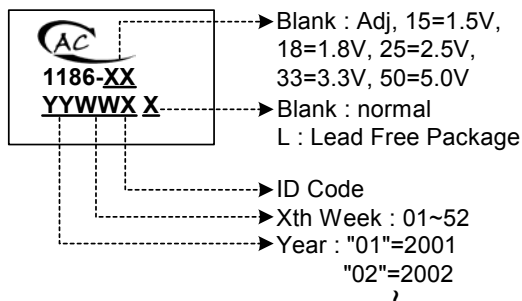 AC
1186-XX
YYWWX X
Blank : Adj, 15=1.5V,
18=1.8V, 25=2.5V,
33=3.3V, 50=5.0V
Blank : normal
L : Lead Free Package
ID Code
Xth Week : 01~52
Year : "01"=2001
"02"=2002
~